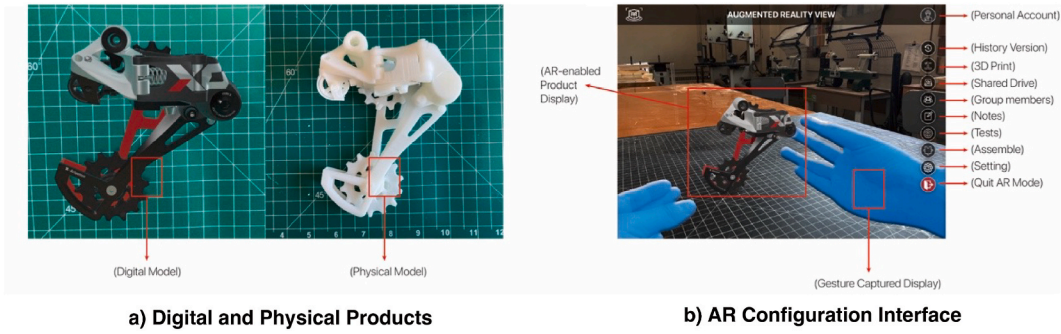 60°
45
(Digital Model)
60°
45
4 5 6 7 8 9 10 11 12
(Physical Model)
a) Digital and Physical Products
AUGMENTED REALITY VIEW
(AR-enabled
Product
Display)
(Personal Account)
(History Version)
(3D Print)
(Shared Drive)
(Group members)
(Notes)
(Tests)
(Assemble)
(Setting)
(Quit AR Mode)
(Gesture Captured Display)
b) AR Configuration Interface